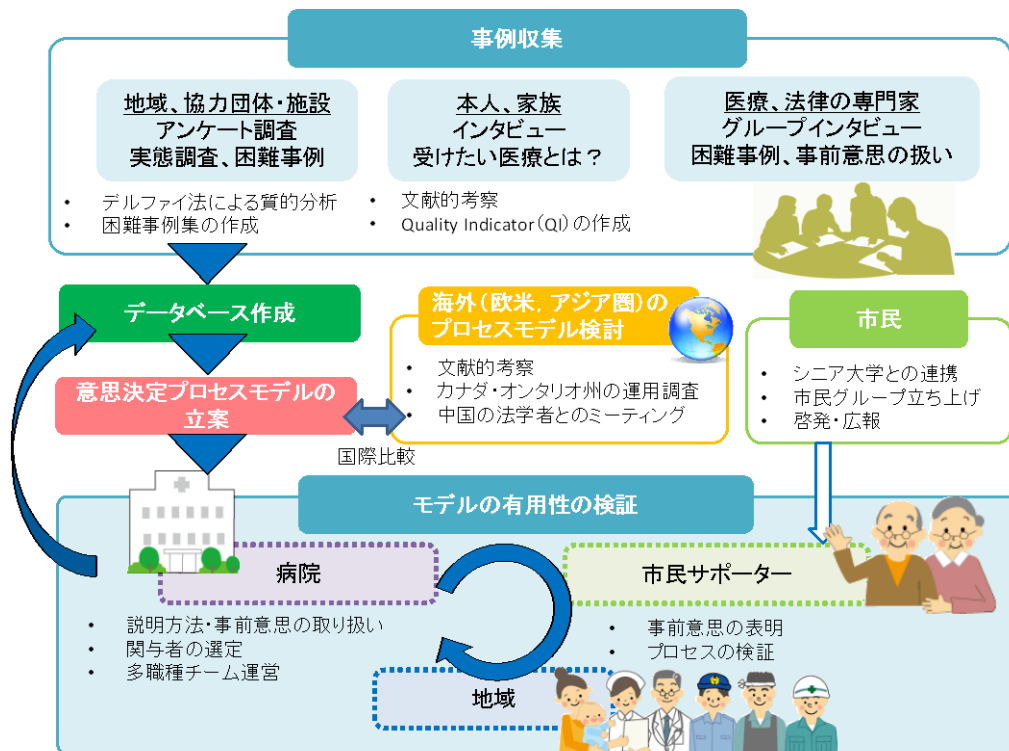 事例収集
地域、協力団体・施設
アンケート調査
実態調査、困難事例
本人、家族
インタビュー
受けたい医療とは？
医療、法律の専門家
グループインタビュー
困難事例、事前意思の扱い
• デルファイ法による質的分析
• 困難事例集の作成
• 文献的考察
• Quality Indicator（QI）の作成
データベース作成
海外（欧米，アジア圏）の
プロセスモデル検討
• 文献的考察
• カナダ・オンタリオ州の運用調査
• 中国の法学者とのミーティング
市民
• シニア大学との連携
• 市民グループ立ち上げ
• 啓発・広報
意思決定プロセスモデルの
立案
国際比較
モデルの有用性の検証
病院
市民サポーター
• 説明方法・事前意思の取り扱い
• 関与者の選定
• 多職種チーム運営
• 事前意思の表明
• プロセスの検証
地域